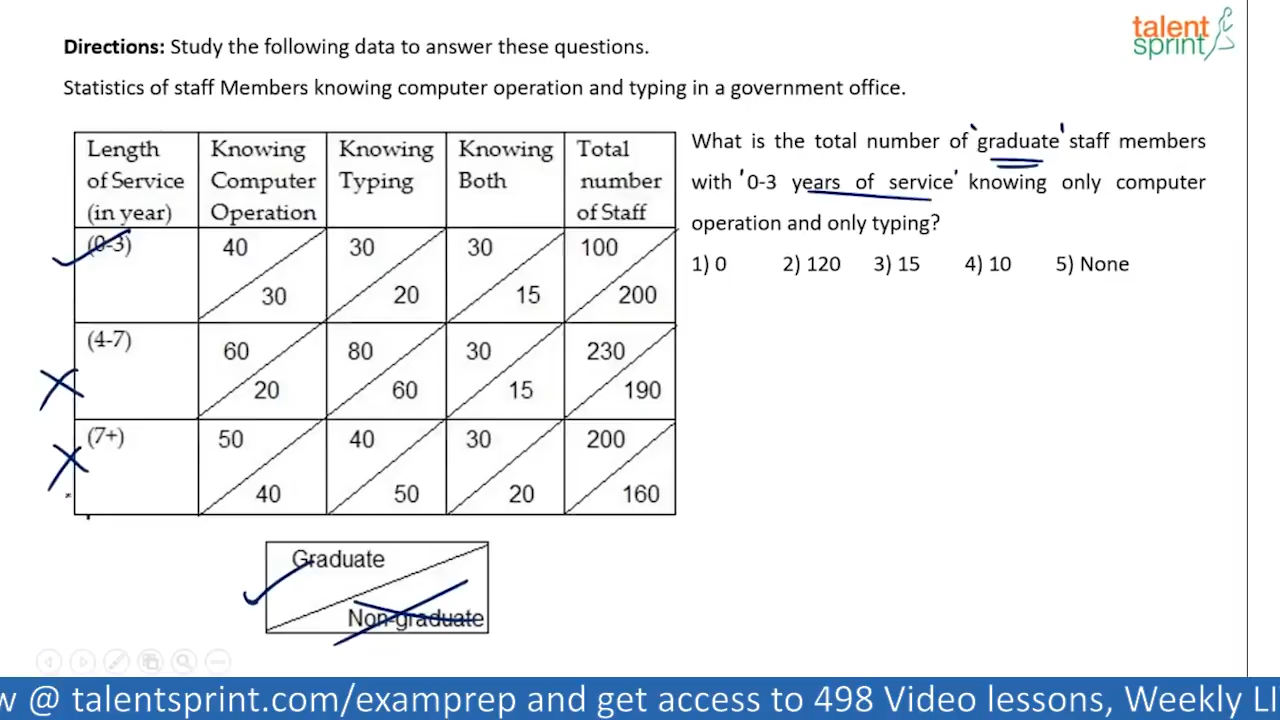 talent
sprint
Directions: Study the following data to answer these questions.
Statistics of staff Members knowing computer operation and typing in a government office.
Length of Service (in year) Knowing Computer Operation Knowing Typing Knowing Both Total number of Staff
(0-3) 40 30 30 20 30 15 100 200
(4-7) 60 20 80 60 30 15 230 190
(7+) 50 40 40 50 30 20 200 160
Graduate
Non-graduate
What is the total number of 'graduate' staff members
with '0-3 years of service' knowing only computer
operation and only typing?
1) 0 2) 120 3) 15 4) 10 5) None
w @ talentsprint.com/examprep and get access to 498 Video lessons, Weekly LI